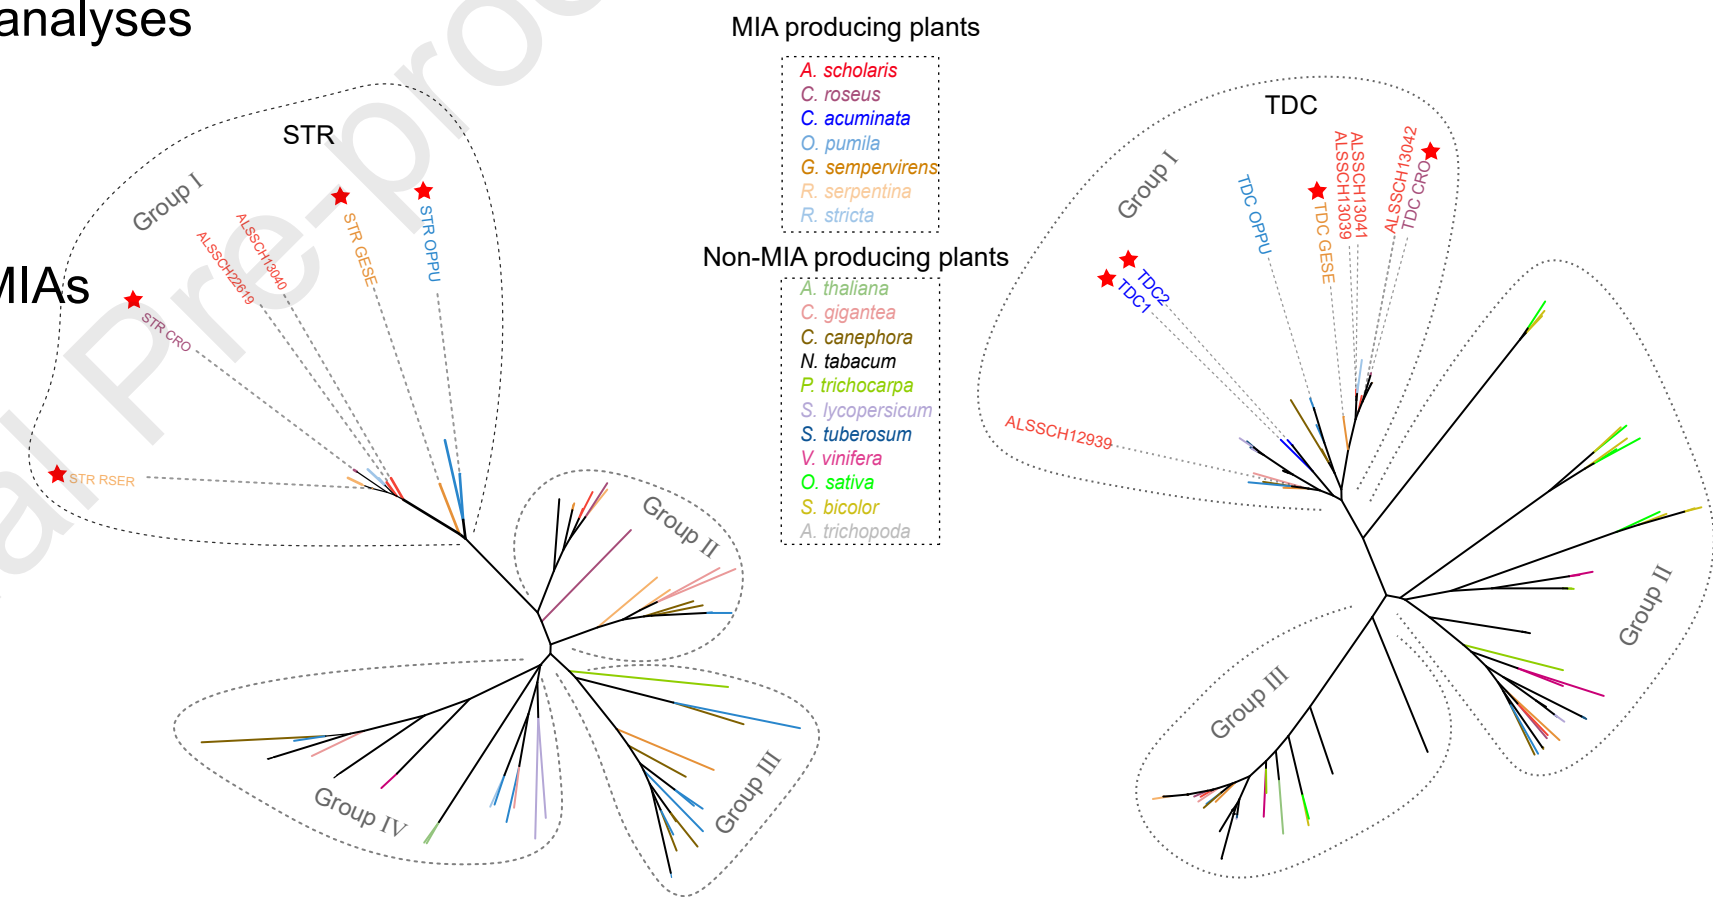 analyses
MIAs
al Pre-proo
STR
Group I
ALSSCH22619
ALSSCH13040
STR GESE
STR OPPU
STR CRO
STR RSER
Group II
Group III
Group IV
MIA producing plants
A. scholaris
C. roseus
C. acuminata
O. pumila
G. sempervirens
R. serpentina
R. stricta
Non-MIA producing plants
A. thaliana
C. gigantea
C. canephora
N. tabacum
P. trichocarpa
S. lycopersicum
S. tuberosum
V. vinifera
O. sativa
S. bicolor
A. trichopoda
TDC
Group I
TDC2
TDC1
TDC OPPU
TDC GESE
ALSSCH13039
ALSSCH13041
ALSSCH13042
TDC CRO
ALSSCH12939
Group II
Group III